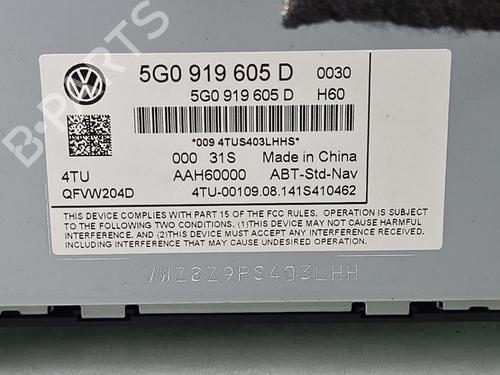 5G0 919 605 D 0030
5G0 919 605 D H60
*009 4TUS403LHHS*
000 31S Made in China
4TU AAH60000 ABT-Std-Nav
QFVW204D 4TU-00109.08.141S410462
THIS DEVICE COMPLIES WITH PART 15 OF THE FCC RULES. OPERATION IS SUBJECT TO THE
FOLLOWING TWO CONDITIONS. (1)THIS DEVICE MAY NOT CAUSE HARMFUL INTERFERENCE,
AND (2)THIS DEVICE MUST ACCEPT ANY INTERFERENCE RECEIVED, INCLUDING
INTERFERENCE THAT MAY CAUSE UNDESIRED OPERATION.
VWZ8Z9PS403LHH
B-PARTS